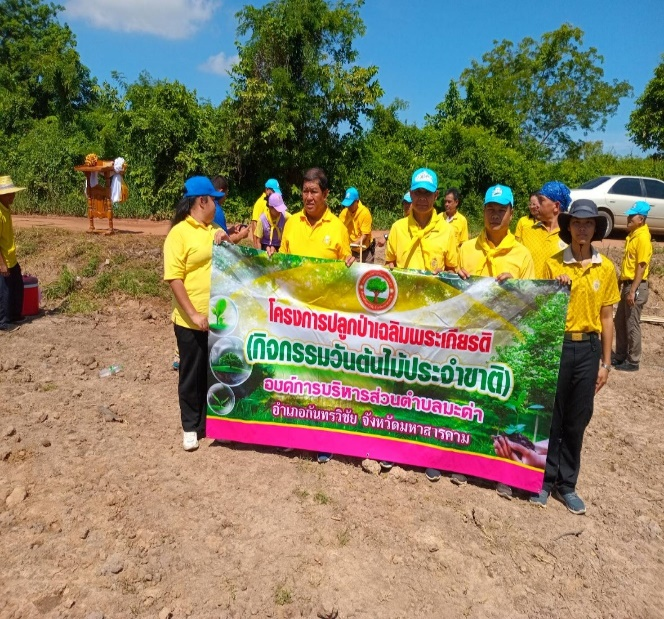 โครงการปลูกป่าเฉลิมพระเกียรติ
(กิจกรรมวันต้นไม้ประจำชาติ)
องค์การบริหารส่วนตำบลมะค่า
อำเภอกันทรวิชัย จังหวัดมหาสารคาม